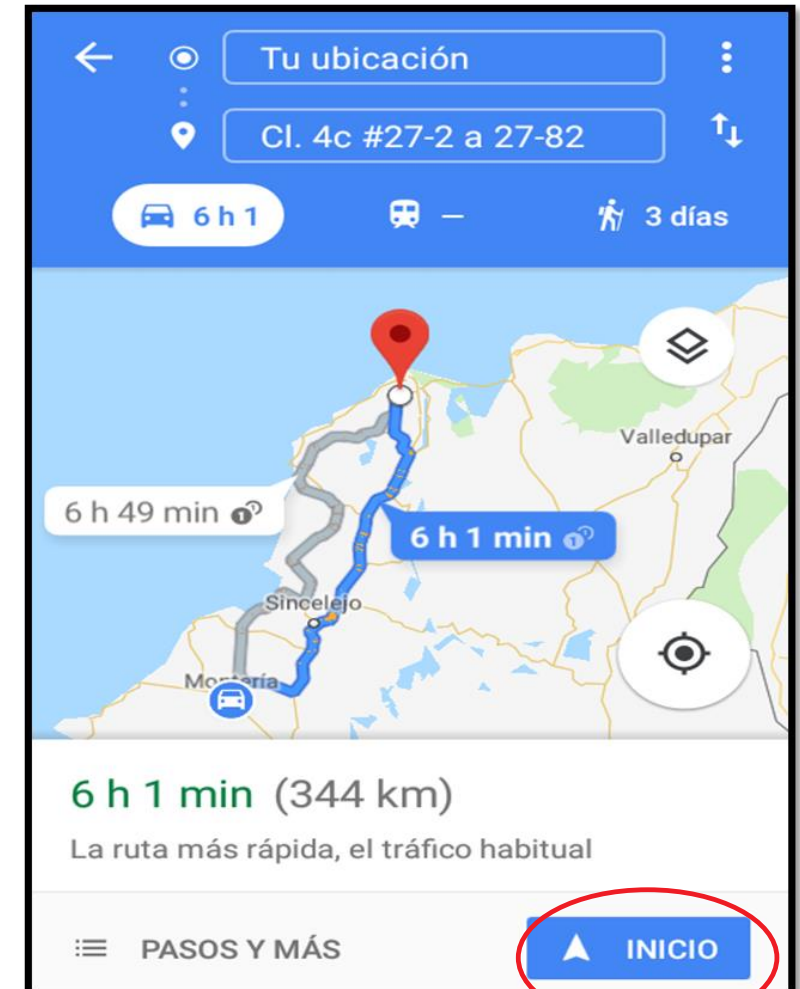 Tu ubicación
Cl. 4c #27-2 a 27-82
6 h 1
—
3 días
Valledupar
6 h 49 min
6 h 1 min
Sincelejo
Montería
6 h 1 min (344 km)
La ruta más rápida, el tráfico habitual
PASOS Y MÁS
INICIO